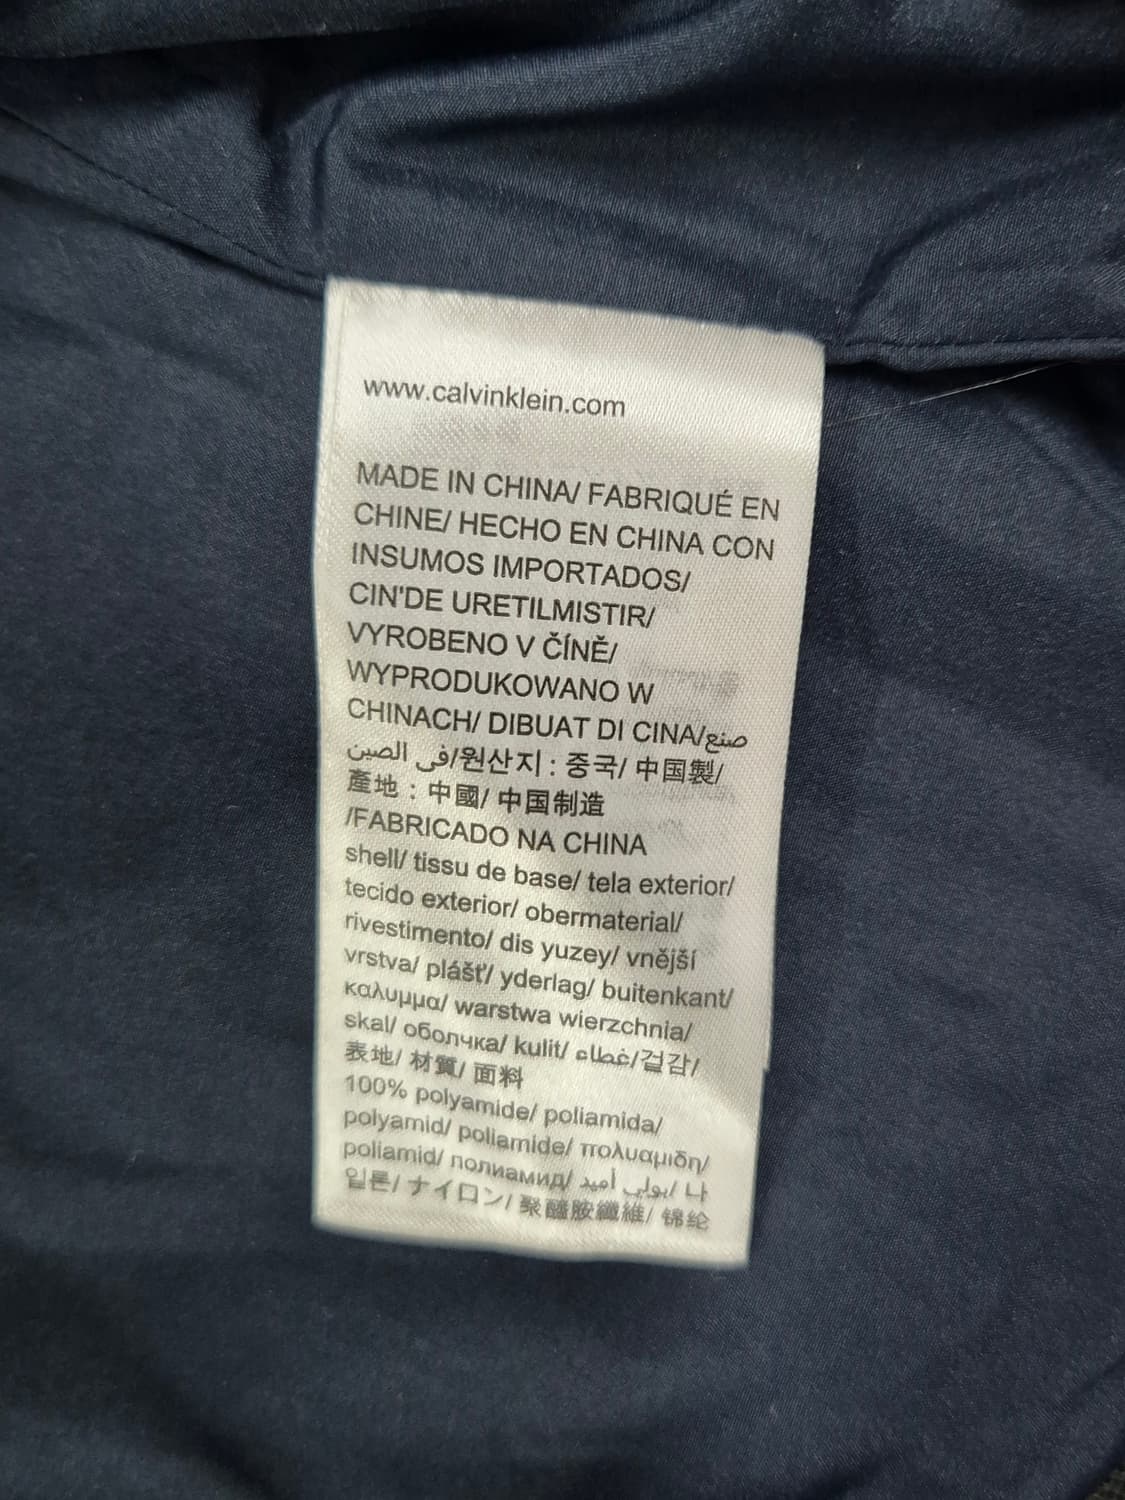 www.calvinklein.com
MADE IN CHINA/ FABRIQUÉ EN
CHINE/ HECHO EN CHINA CON
INSUMOS IMPORTADOS/
CIN'DE URETILMISTIR/
VYROBENO V ČÍNĚ/
WYPRODUKOWANO W
CHINACH/ DIBUAT DI CINA/صنع
في الصين/원산지 : 중국/ 中国製/
產地 : 中國/ 中国制造
/FABRICADO NA CHINA
shell/ tissu de base/ tela exterior/
tecido exterior/ obermaterial/
rivestimento/ dis yuzey/ vnější
vrstva/ plášť/ yderlag/ buitenkant/
καλυμμα/ warstwa wierzchnia/
skal/ оболчка/ kulit/ غطاء/겉감/
表地/ 材質/ 面料
100% polyamide/ poliamida/
polyamid/ poliamide/ πολυαμιδη/
poliamid/ полиамид/ بولي أميد/ 나
일론/ ナイロン/ 聚醯胺纖維/ 锦纶